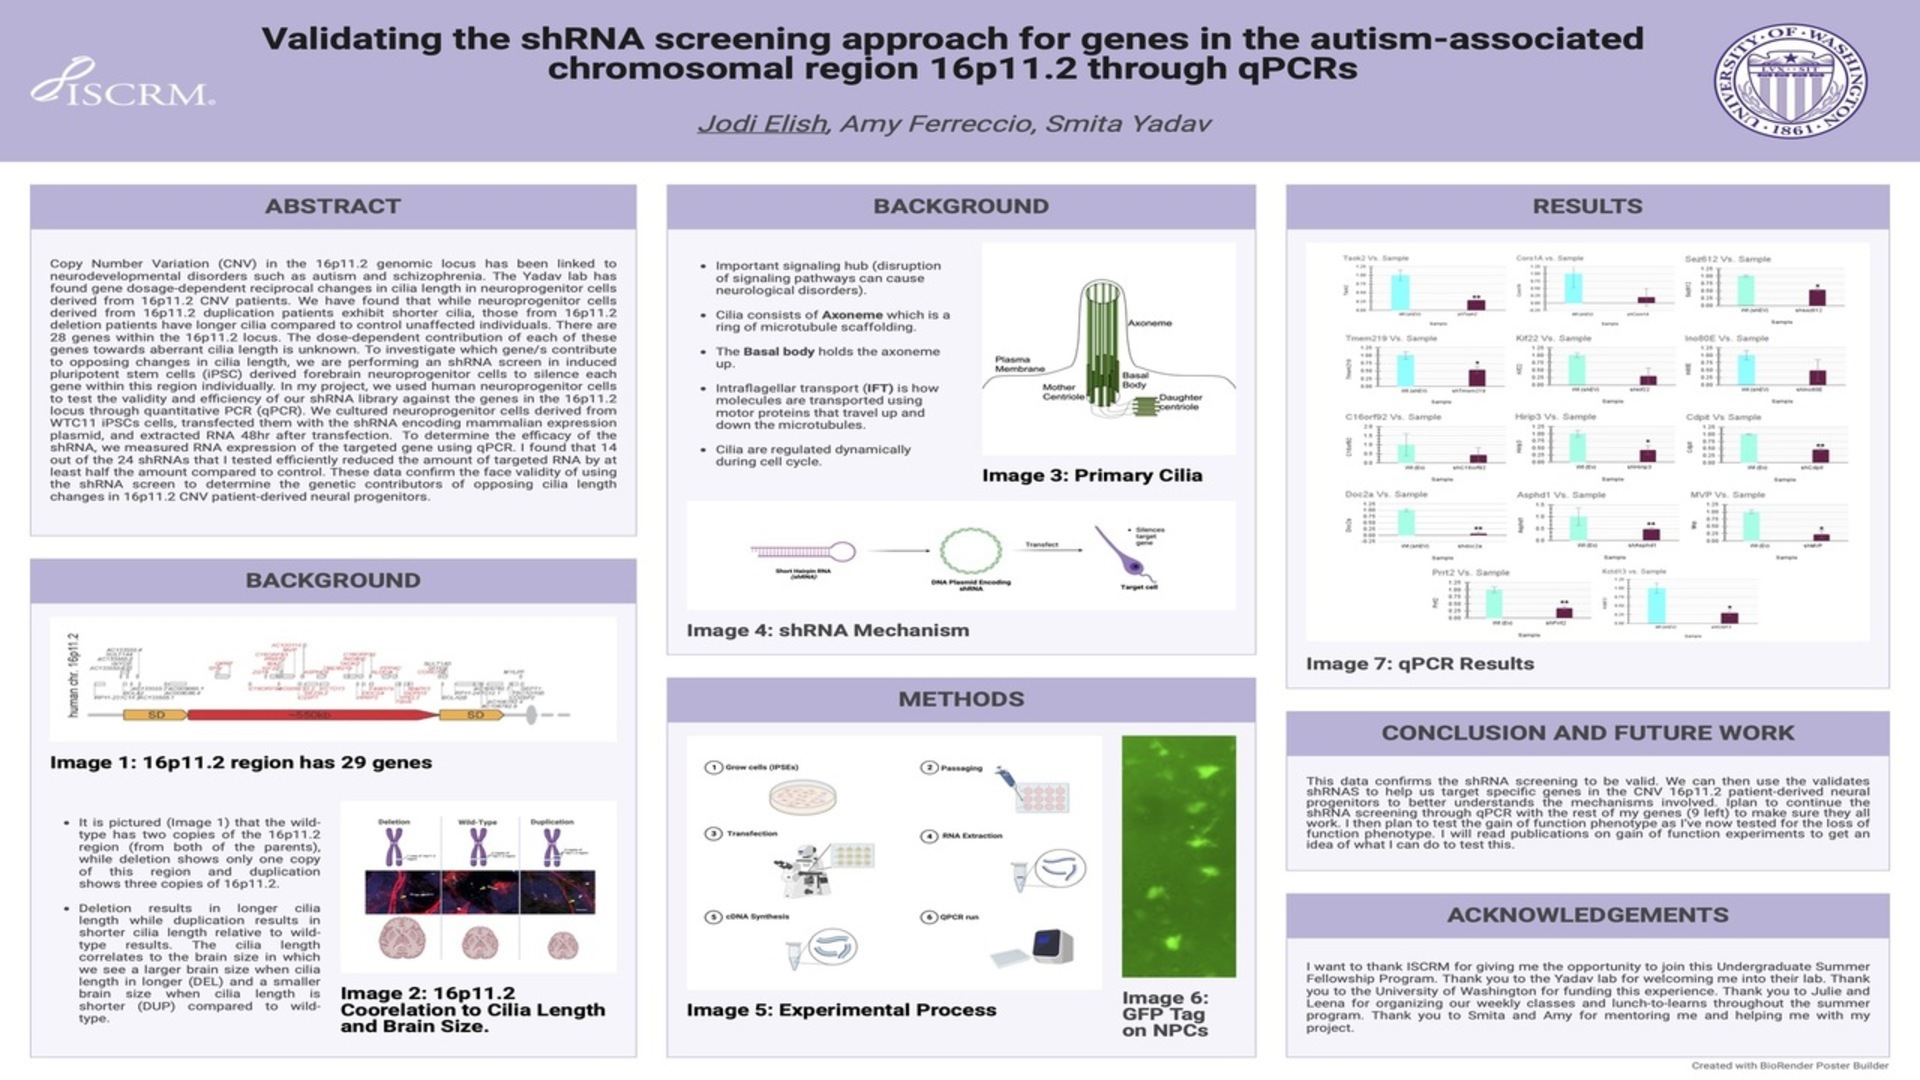 Validating the shRNA screening approach for genes in the autism-associated
chromosomal region 16p11.2 through qPCRs
Jodi Elish, Amy Ferreccio, Smita Yadav
ISCRM
UNIVERSITY OF WASHINGTON
LVX SIT
1861
ABSTRACT
Copy Number Variation (CNV) in the 16p11.2 genomic locus has been linked to
neurodevelopmental disorders such as autism and schizophrenia. The Yadav lab has
found gene dosage-dependent reciprocal changes in cilia length in neuroprogenitor cells
derived from 16p11.2 CNV patients. We have found that while neuroprogenitor cells
derived from 16p11.2 duplication patients exhibit shorter cilia, those from 16p11.2
deletion patients have longer cilia compared to control unaffected individuals. There are
28 genes within the 16p11.2 locus. The dose-dependent contribution of each of these
genes towards aberrant cilia length is unknown. To investigate which gene/s contribute
to opposing changes in cilia length, we are performing an shRNA screen in induced
pluripotent stem cells (iPSC) derived forebrain neuroprogenitor cells to silence each
gene within this region individually. In my project, we used human neuroprogenitor cells
to test the validity and efficiency of our shRNA library against the genes in the 16p11.2
locus through quantitative PCR (qPCR). We cultured neuroprogenitor cells derived from
WTC11 iPSCs cells, transfected them with the shRNA encoding mammalian expression
plasmid, and extracted RNA 48hr after transfection. To determine the efficacy of the
shRNA, we measured RNA expression of the targeted gene using qPCR. I found that 14
out of the 24 shRNAs that I tested efficiently reduced the amount of targeted RNA by at
least half the amount compared to control. These data confirm the face validity of using
the shRNA screen to determine the genetic contributors of opposing cilia length
changes in 16p11.2 CNV patient-derived neural progenitors.
BACKGROUND
human chr. 16p11.2
SD
~550kb
SD
Image 1: 16p11.2 region has 29 genes
• It is pictured (Image 1) that the wild-
type has two copies of the 16p11.2
region (from both of the parents),
while deletion shows only one copy
of this region and duplication
shows three copies of 16p11.2.
• Deletion results in longer cilia
length while duplication results in
shorter cilia length relative to wild-
type results. The cilia length
correlates to the brain size in which
we see a larger brain size when cilia
length in longer (DEL) and a smaller
brain size when cilia length is
shorter (DUP) compared to wild-
type.
Deletion
Wild-Type
Duplication
Image 2: 16p11.2
Coorelation to Cilia Length
and Brain Size.
BACKGROUND
• Important signaling hub (disruption
of signaling pathways can cause
neurological disorders).
• Cilia consists of Axoneme which is a
ring of microtubule scaffolding.
• The Basal body holds the axoneme
up.
• Intraflagellar transport (IFT) is how
molecules are transported using
motor proteins that travel up and
down the microtubules.
• Cilia are regulated dynamically
during cell cycle.
Axoneme
Plasma
Membrane
Mother
Centriole
Basal
Body
Daughter
centriole
Image 3: Primary Cilia
Short Hairpin RNA
(shRNA)
DNA Plasmid Encoding
shRNA
Transfect
• Silences
target
gene
Target cell
Image 4: shRNA Mechanism
METHODS
1 Grow cells (IPSEs)
2 Passaging
3 Transfection
4 RNA Extraction
5 cDNA Synthesis
6 QPCR run
Image 5: Experimental Process
Image 6:
GFP Tag
on NPCs
RESULTS
Taok2 Vs. Sample
Coro1A vs. Sample
Sez6l2 Vs. Sample
Tmem219 Vs. Sample
Kif22 Vs. Sample
Ino80E Vs. Sample
C16orf92 Vs. Sample
Hirip3 Vs. Sample
Cdipt Vs. Sample
Doc2a Vs. Sample
Asphd1 Vs. Sample
MVP Vs. Sample
Prrt2 Vs. Sample
Kctd13 vs. Sample
Image 7: qPCR Results
CONCLUSION AND FUTURE WORK
This data confirms the shRNA screening to be valid. We can then use the validates
shRNAS to help us target specific genes in the CNV 16p11.2 patient-derived neural
progenitors to better understands the mechanisms involved. Iplan to continue the
shRNA screening through qPCR with the rest of my genes (9 left) to make sure they all
work. I then plan to test the gain of function phenotype as I've now tested for the loss of
function phenotype. I will read publications on gain of function experiments to get an
idea of what I can do to test this.
ACKNOWLEDGEMENTS
I want to thank ISCRM for giving me the opportunity to join this Undergraduate Summer
Fellowship Program. Thank you to the Yadav lab for welcoming me into their lab. Thank
you to the University of Washington for funding this experience. Thank you to Julie and
Leena for organizing our weekly classes and lunch-to-learns throughout the summer
program. Thank you to Smita and Amy for mentoring me and helping me with my
project.
Created with BioRender Poster Builder